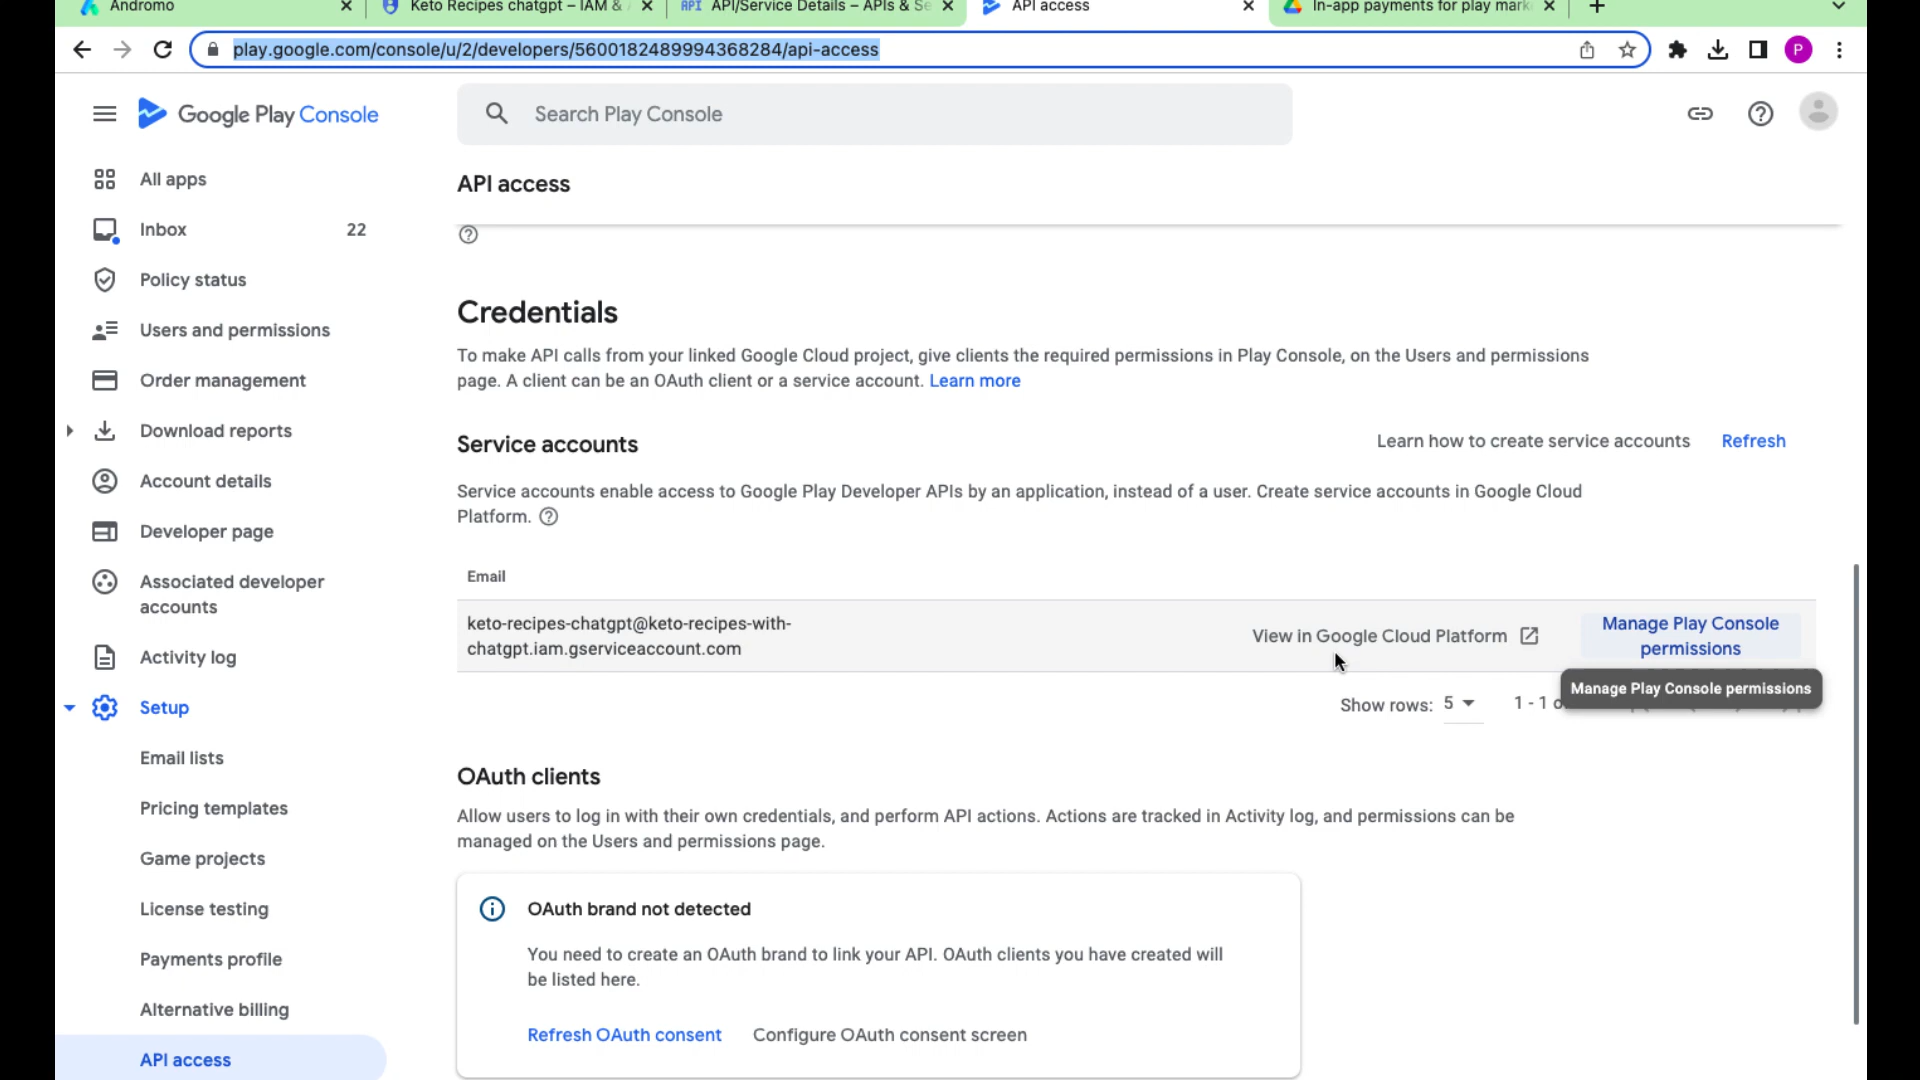 Andromo
Keto Recipes chatgpt – IAM &
API API/Service Details – APIs & Se
API access
In-app payments for play mark
play.google.com/console/u/2/developers/5600182489994368284/api-access
P
Google Play Console
Search Play Console
All apps
Inbox 22
Policy status
Users and permissions
Order management
Download reports
Account details
Developer page
Associated developer
accounts
Activity log
Setup
Email lists
Pricing templates
Game projects
License testing
Payments profile
Alternative billing
API access
API access
Credentials
To make API calls from your linked Google Cloud project, give clients the required permissions in Play Console, on the Users and permissions
page. A client can be an OAuth client or a service account. Learn more
Service accounts
Learn how to create service accounts Refresh
Service accounts enable access to Google Play Developer APIs by an application, instead of a user. Create service accounts in Google Cloud
Platform.
Email
keto-recipes-chatgpt@keto-recipes-with-
chatgpt.iam.gserviceaccount.com
View in Google Cloud Platform
Manage Play Console
permissions
Manage Play Console permissions
Show rows: 5 1 - 1 o
OAuth clients
Allow users to log in with their own credentials, and perform API actions. Actions are tracked in Activity log, and permissions can be
managed on the Users and permissions page.
OAuth brand not detected
You need to create an OAuth brand to link your API. OAuth clients you have created will
be listed here.
Refresh OAuth consent Configure OAuth consent screen